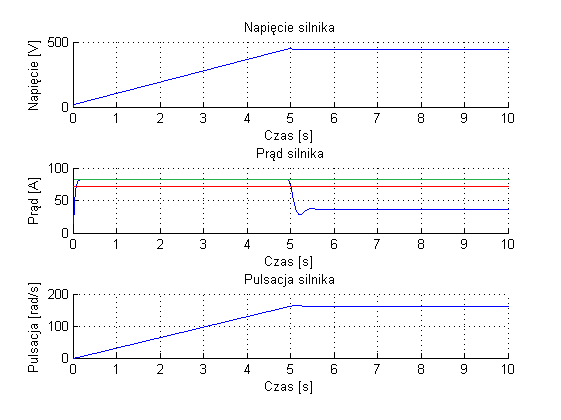 Napięcie silnika
Napięcie [V]
500
0
0 1 2 3 4 5 6 7 8 9 10
Czas [s]
Prąd silnika
Prąd [A]
100
50
0
0 1 2 3 4 5 6 7 8 9 10
Czas [s]
Pulsacja silnika
Pulsacja [rad/s]
200
100
0
0 1 2 3 4 5 6 7 8 9 10
Czas [s]